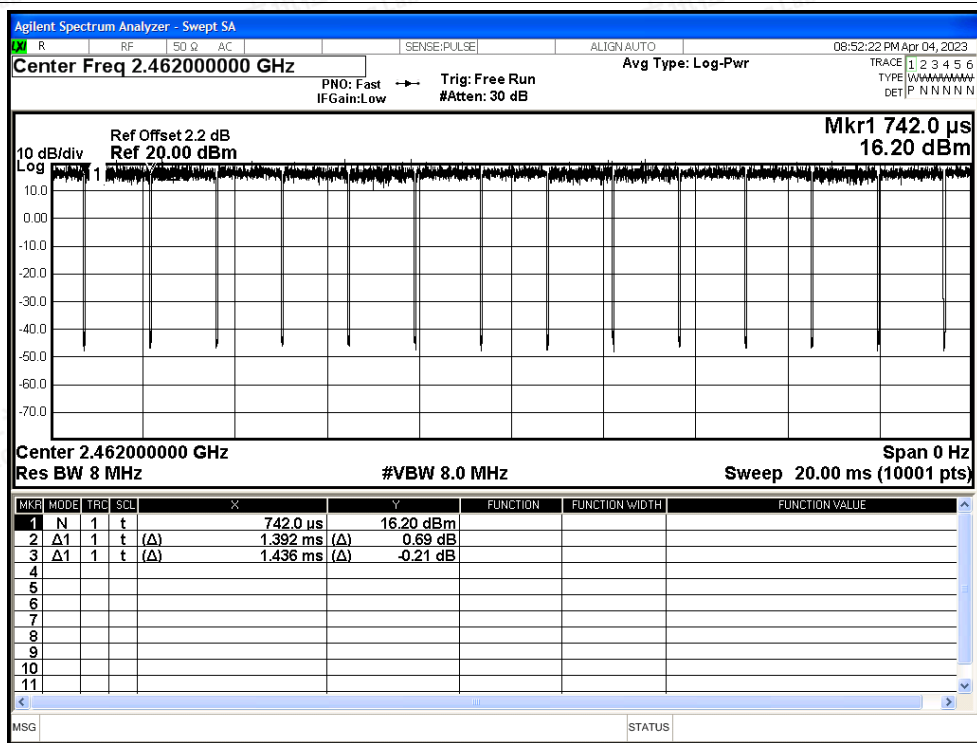 Agilent Spectrum Analyzer - Swept SA
LXI R RF 50 Ω AC SENSE:PULSE ALIGN AUTO 08:52:22 PM Apr 04, 2023
Center Freq 2.462000000 GHz
PNO: Fast
IFGain:Low
Trig: Free Run
#Atten: 30 dB
Avg Type: Log-Pwr
TRACE 1 2 3 4 5 6
TYPE WWWWWW
DET P N N N N N
Ref Offset 2.2 dB
10 dB/div Ref 20.00 dBm
Log
Mkr1 742.0 µs
16.20 dBm
1
10.0
0.00
-10.0
-20.0
-30.0
-40.0
-50.0
-60.0
-70.0
Center 2.462000000 GHz Span 0 Hz
Res BW 8 MHz #VBW 8.0 MHz Sweep 20.00 ms (10001 pts)
MKR MODE TRC SCL X Y FUNCTION FUNCTION WIDTH FUNCTION VALUE
1 N 1 t 742.0 µs 16.20 dBm
2 Δ1 1 t (Δ) 1.392 ms (Δ) 0.69 dB
3 Δ1 1 t (Δ) 1.436 ms (Δ) -0.21 dB
4
5
6
7
8
9
10
11
MSG STATUS